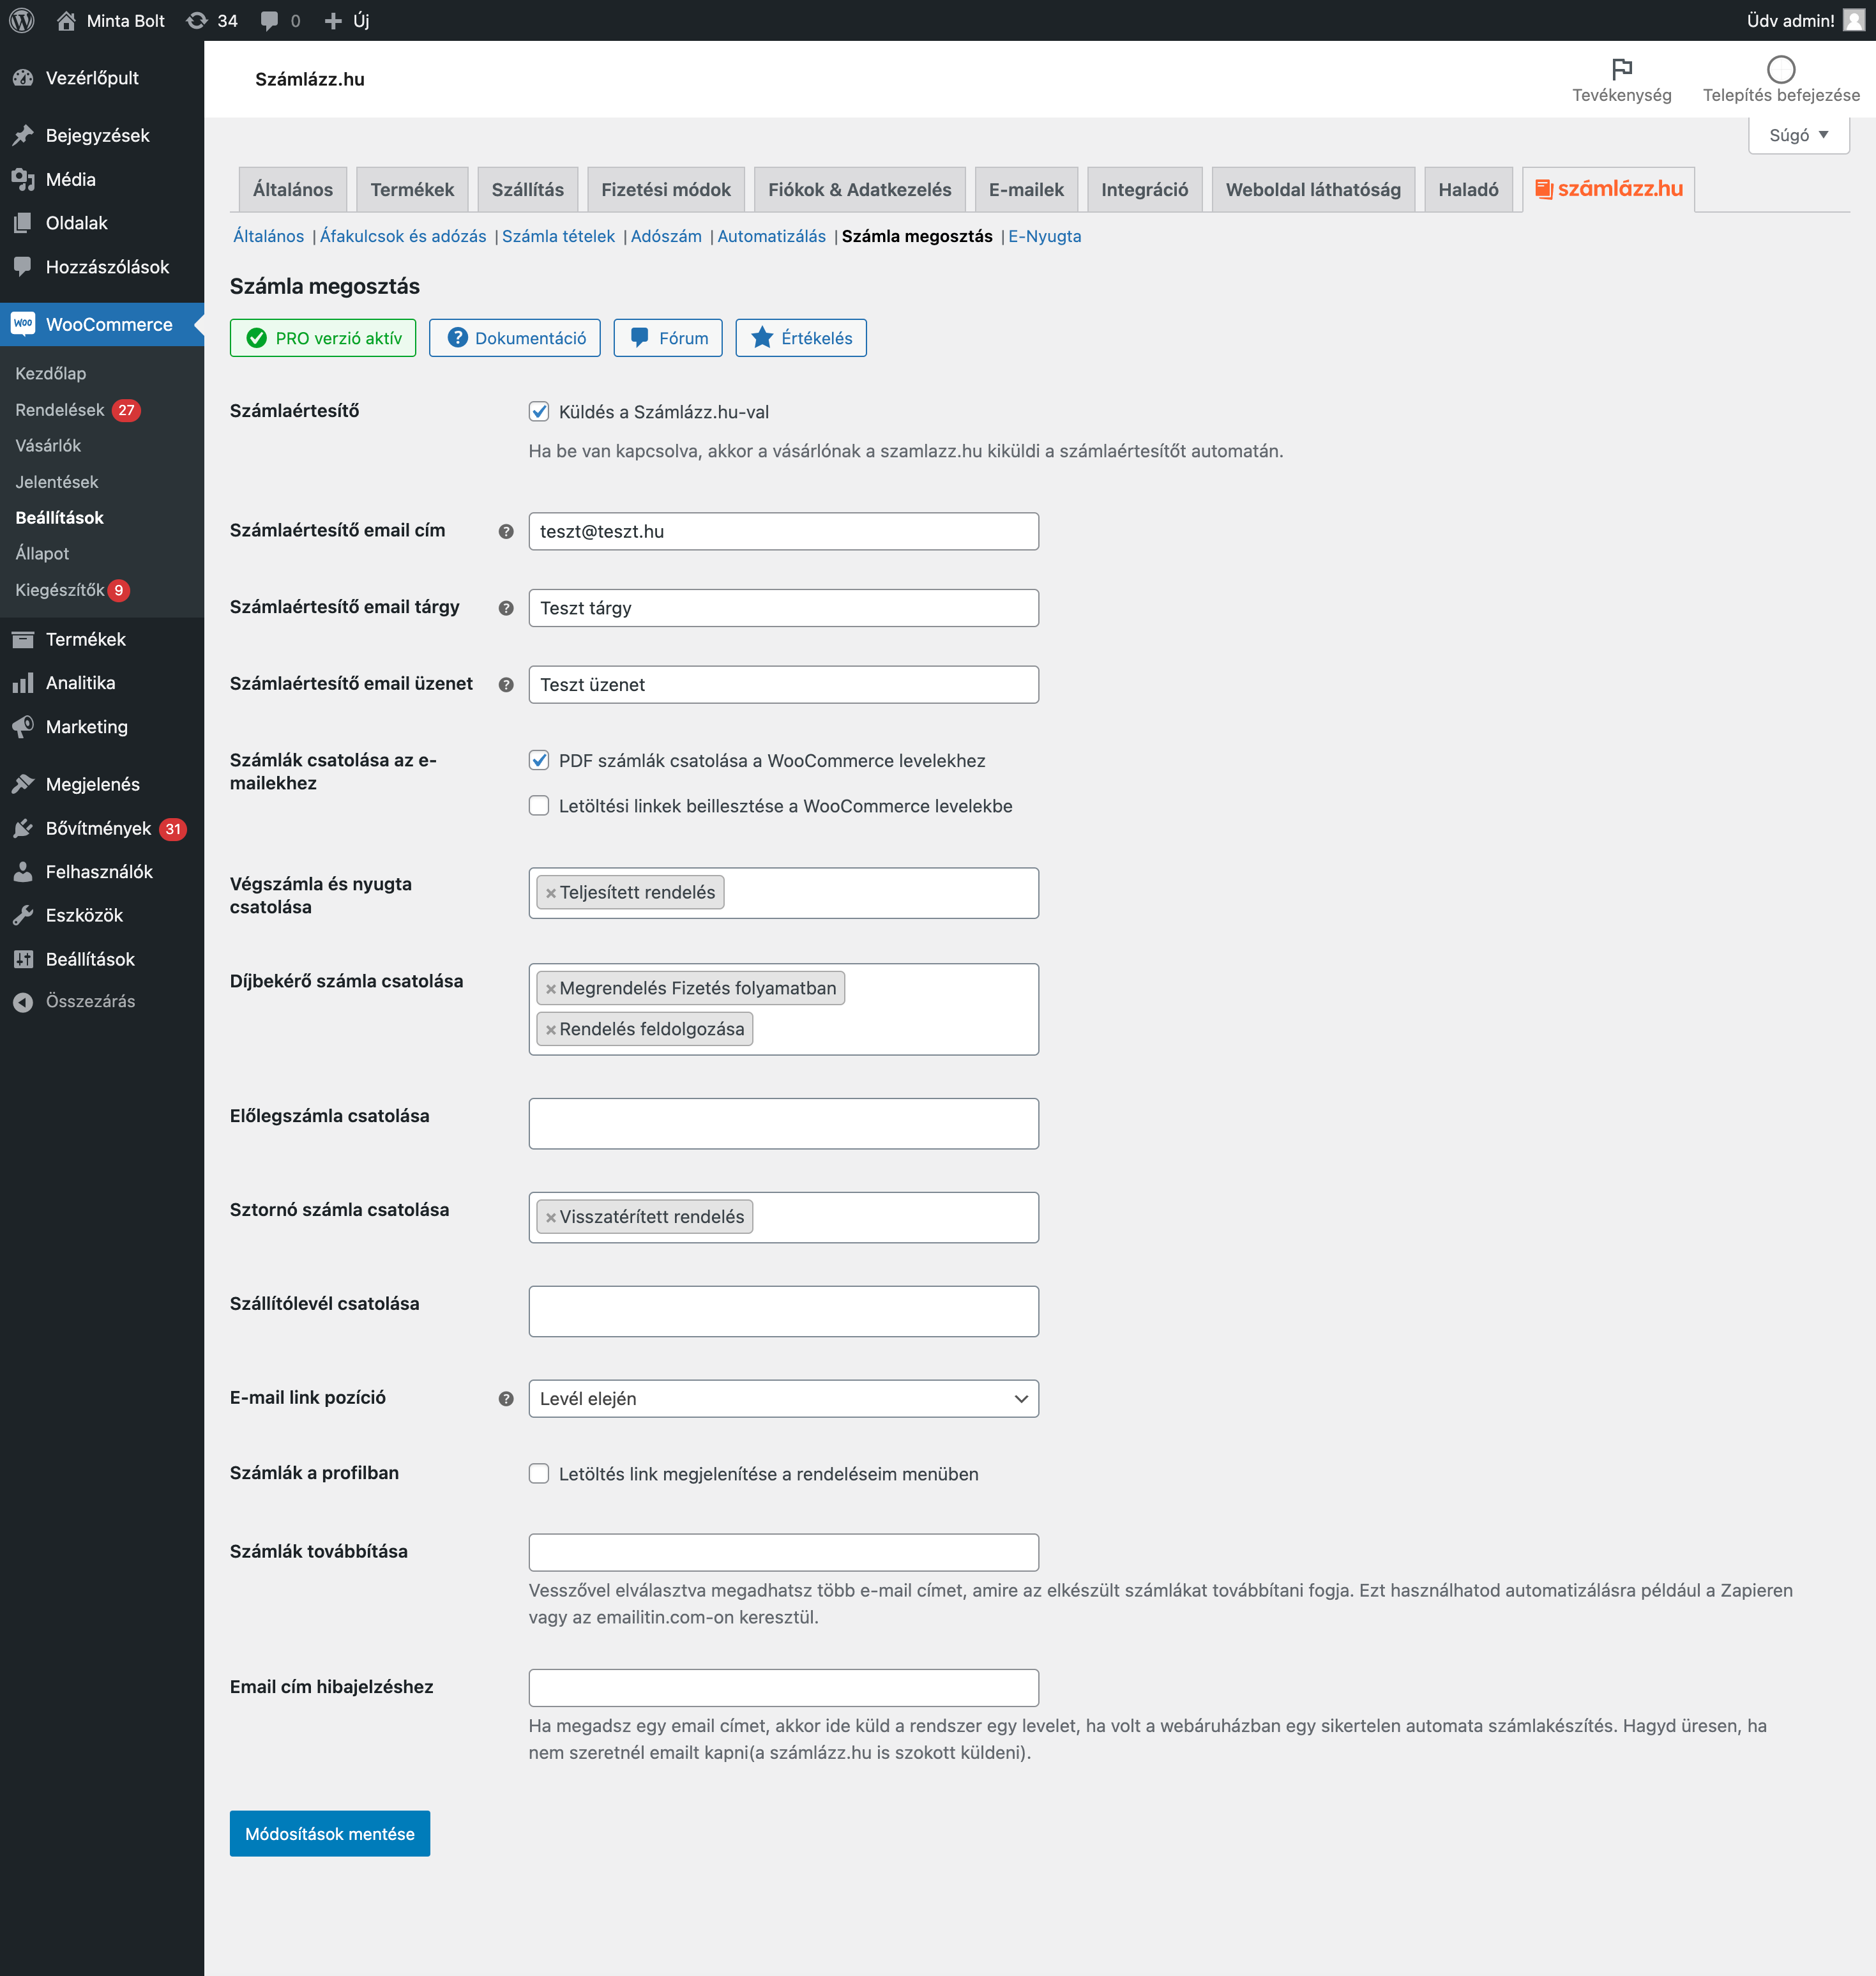 Minta Bolt 34 0 Új Üdv admin!
Vezérlőpult
Bejegyzések
Média
Oldalak
Hozzászólások
WooCommerce
Kezdőlap
Rendelések 27
Vásárlók
Jelentések
Beállítások
Állapot
Kiegészítők 9
Termékek
Analitika
Marketing
Megjelenés
Bővítmények 31
Felhasználók
Eszközök
Beállítások
Összezárás
Számlázz.hu
Tevékenység Telepítés befejezése
Súgó
Általános Termékek Szállítás Fizetési módok Fiókok & Adatkezelés E-mailek Integráció Weboldal láthatóság Haladó számlázz.hu
Általános | Áfakulcsok és adózás | Számla tételek | Adószám | Automatizálás | Számla megosztás | E-Nyugta
Számla megosztás
PRO verzió aktív ? Dokumentáció Fórum Értékelés
Számlaértesítő Küldés a Számlázz.hu-val
Ha be van kapcsolva, akkor a vásárlónak a szamlazz.hu kiküldi a számlaértesítőt automatán.
Számlaértesítő email cím ? teszt@teszt.hu
Számlaértesítő email tárgy ? Teszt tárgy
Számlaértesítő email üzenet ? Teszt üzenet
Számlák csatolása az e-
mailekhez
PDF számlák csatolása a WooCommerce levelekhez
Letöltési linkek beillesztése a WooCommerce levelekbe
Végszámla és nyugta
csatolása
×Teljesített rendelés
Díjbekérő számla csatolása
×Megrendelés Fizetés folyamatban
×Rendelés feldolgozása
Előlegszámla csatolása
Sztornó számla csatolása ×Visszatérített rendelés
Szállítólevél csatolása
E-mail link pozíció ? Levél elején
Számlák a profilban Letöltés link megjelenítése a rendeléseim menüben
Számlák továbbítása
Vesszővel elválasztva megadhatsz több e-mail címet, amire az elkészült számlákat továbbítani fogja. Ezt használhatod automatizálásra például a Zapieren
vagy az emailitin.com-on keresztül.
Email cím hibajelzéshez
Ha megadsz egy email címet, akkor ide küld a rendszer egy levelet, ha volt a webáruházban egy sikertelen automata számlakészítés. Hagyd üresen, ha
nem szeretnél emailt kapni(a számlázz.hu is szokott küldeni).
Módosítások mentése